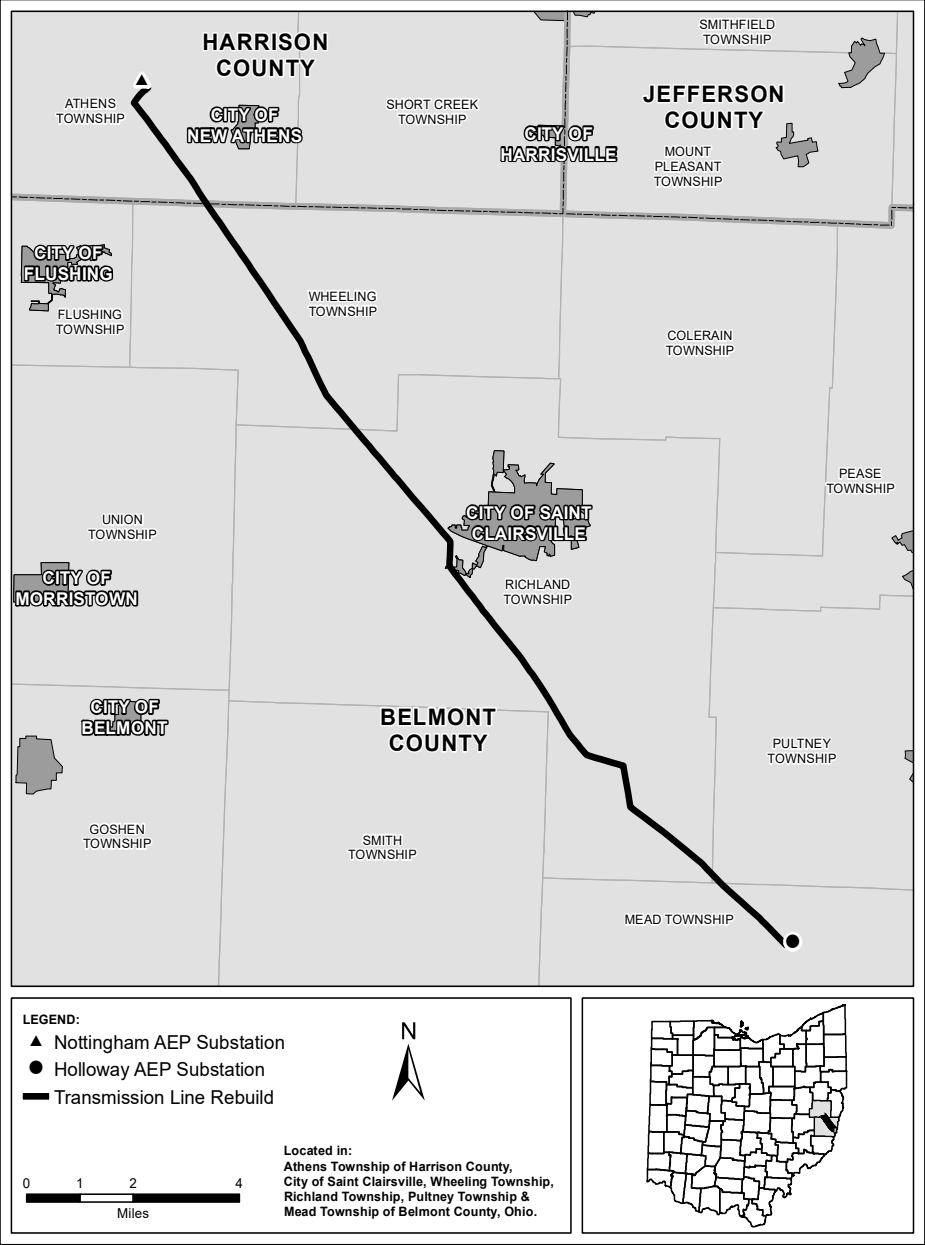 SMITHFIELD
TOWNSHIP
HARRISON
COUNTY
JEFFERSON
COUNTY
ATHENS
TOWNSHIP
CITY OF
NEW ATHENS
SHORT CREEK
TOWNSHIP
CITY OF
HARRISVILLE
MOUNT
PLEASANT
TOWNSHIP
CITY OF
FLUSHING
FLUSHING
TOWNSHIP
WHEELING
TOWNSHIP
COLERAIN
TOWNSHIP
PEASE
TOWNSHIP
UNION
TOWNSHIP
CITY OF SAINT
CLAIRSVILLE
CITY OF
MORRISTOWN
RICHLAND
TOWNSHIP
CITY OF
BELMONT
BELMONT
COUNTY
PULTNEY
TOWNSHIP
GOSHEN
TOWNSHIP
SMITH
TOWNSHIP
MEAD TOWNSHIP
LEGEND:
Nottingham AEP Substation
Holloway AEP Substation
Transmission Line Rebuild
N
0 1 2 4
Miles
Located in:
Athens Township of Harrison County,
City of Saint Clairsville, Wheeling Township,
Richland Township, Pultney Township &
Mead Township of Belmont County, Ohio.